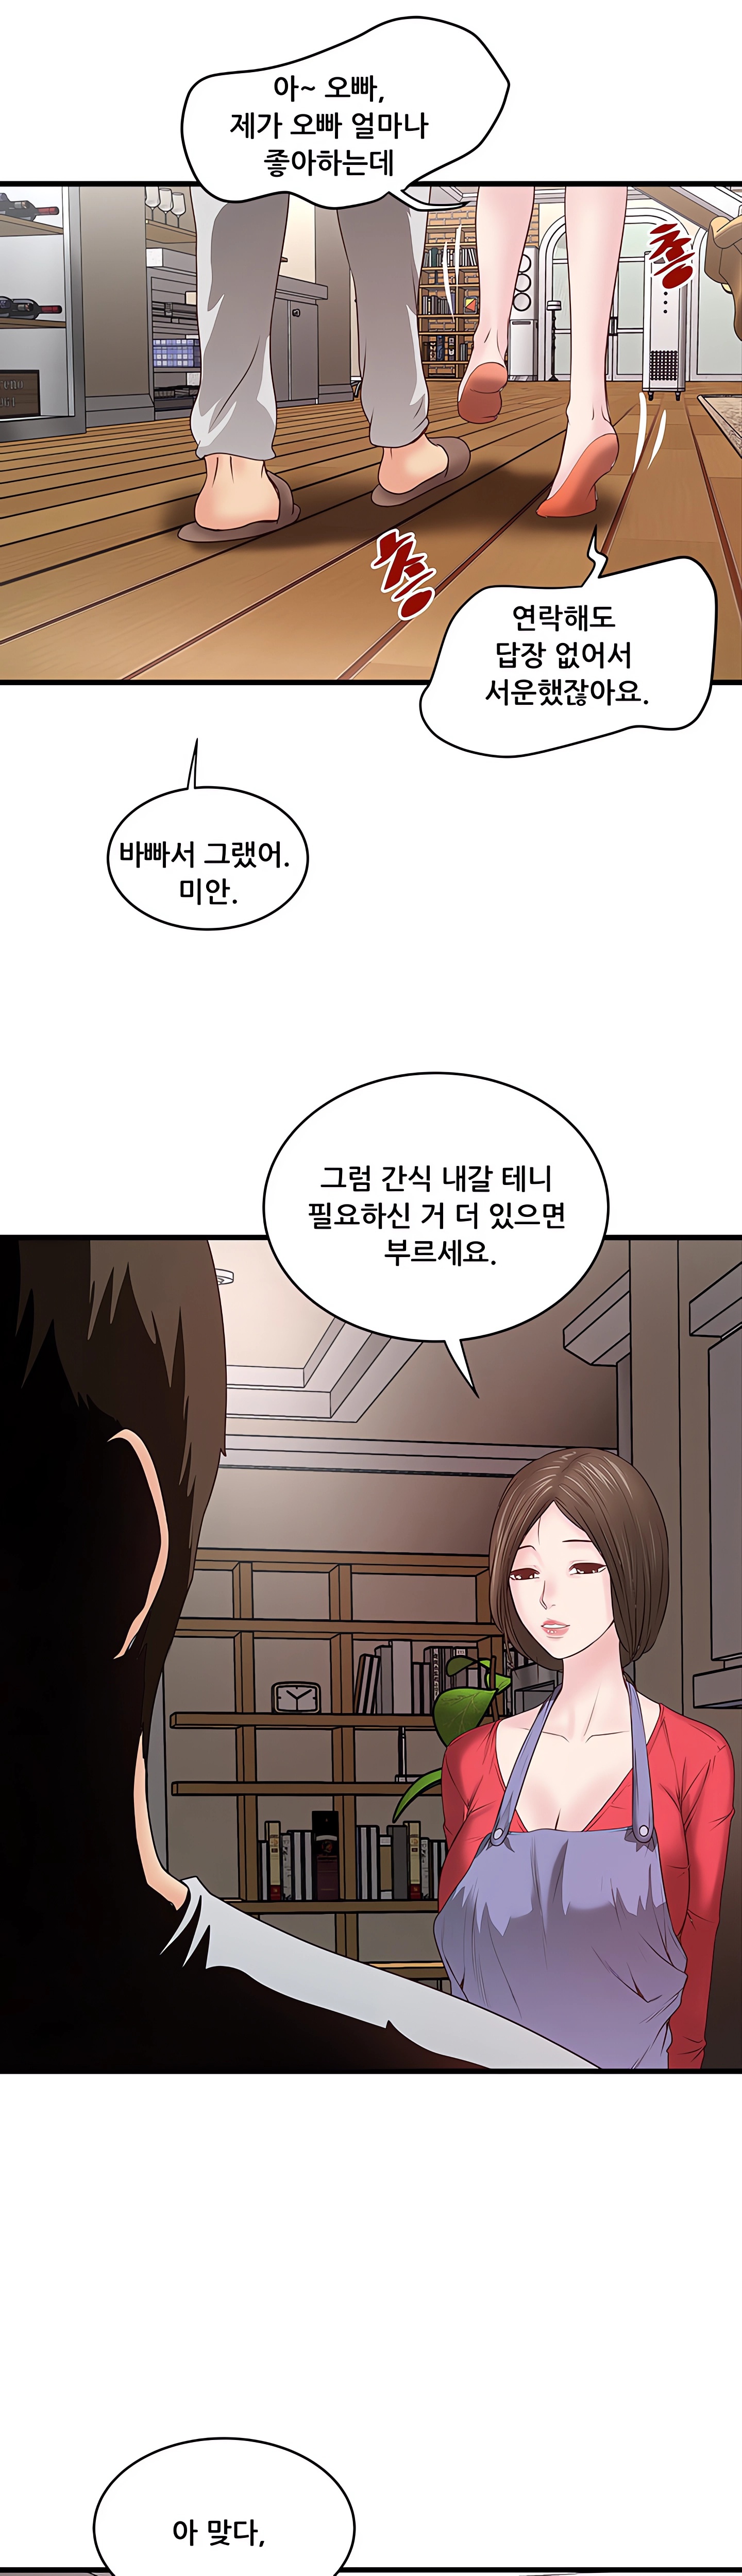 아~ 오빠,
제가 오빠 얼마나
좋아하는데
총
...
총
연락해도
답장 없어서
서운했잖아요.
바빠서 그랬어.
미안.
그럼 간식 내갈 테니
필요하신 거 더 있으면
부르세요.
아 맞다,